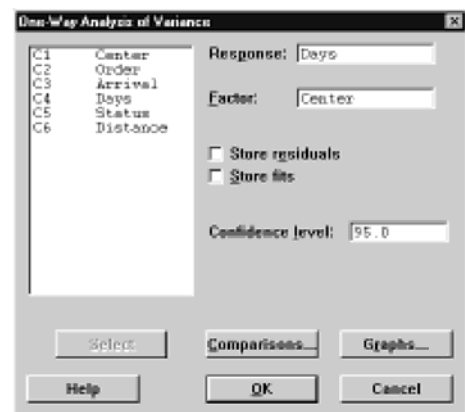 One-Way Analysis of Variance
C1 Center
C2 Order
C3 Arrival
C4 Days
C5 Status
C6 Distance
Response: Days
Factor: Center
Store residuals
Store fits
Confidence level: 95.0
Select
Comparisons...
Graphs...
Help
OK
Cancel